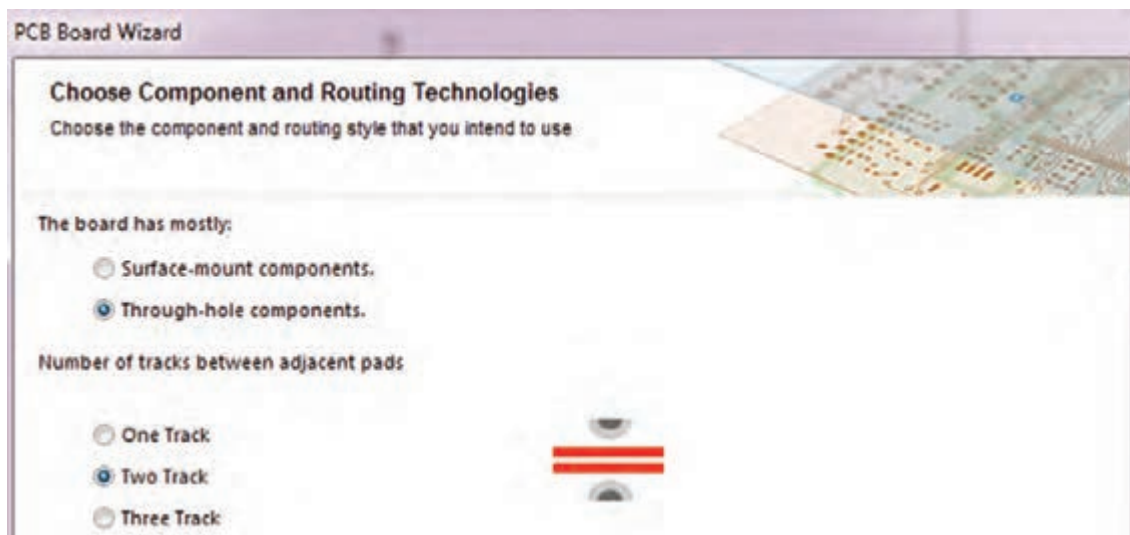 PCB Board Wizard
Choose Component and Routing Technologies
Choose the component and routing style that you intend to use
The board has mostly:
Surface-mount components.
Through-hole components.
Number of tracks between adjacent pads
One Track
Two Track
Three Track